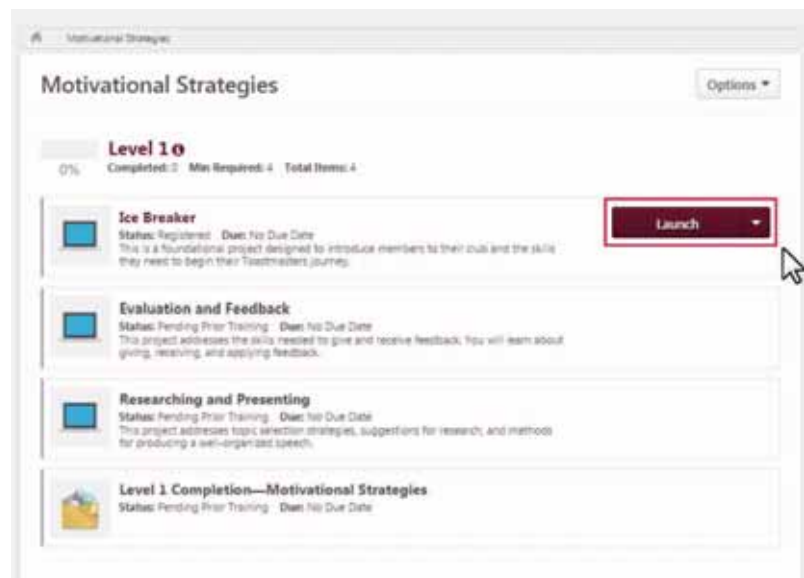 Motivational Strategies
Motivational Strategies
Options
Level 1
0%
Completed: 0 Min Required: 4 Total Items: 4
Ice Breaker
Status: Registered Due: No Due Date
This is a foundational project designed to introduce members to their club and the skills
they need to begin their Toastmasters journey.
Launch
Evaluation and Feedback
Status: Pending Prior Training Due: No Due Date
This project addresses the skills needed to give and receive feedback. You will learn about
giving, receiving, and applying feedback.
Researching and Presenting
Status: Pending Prior Training Due: No Due Date
This project addresses topic selection strategies, suggestions for research, and methods
for producing a well-organized speech.
Level 1 Completion—Motivational Strategies
Status: Pending Prior Training Due: No Due Date